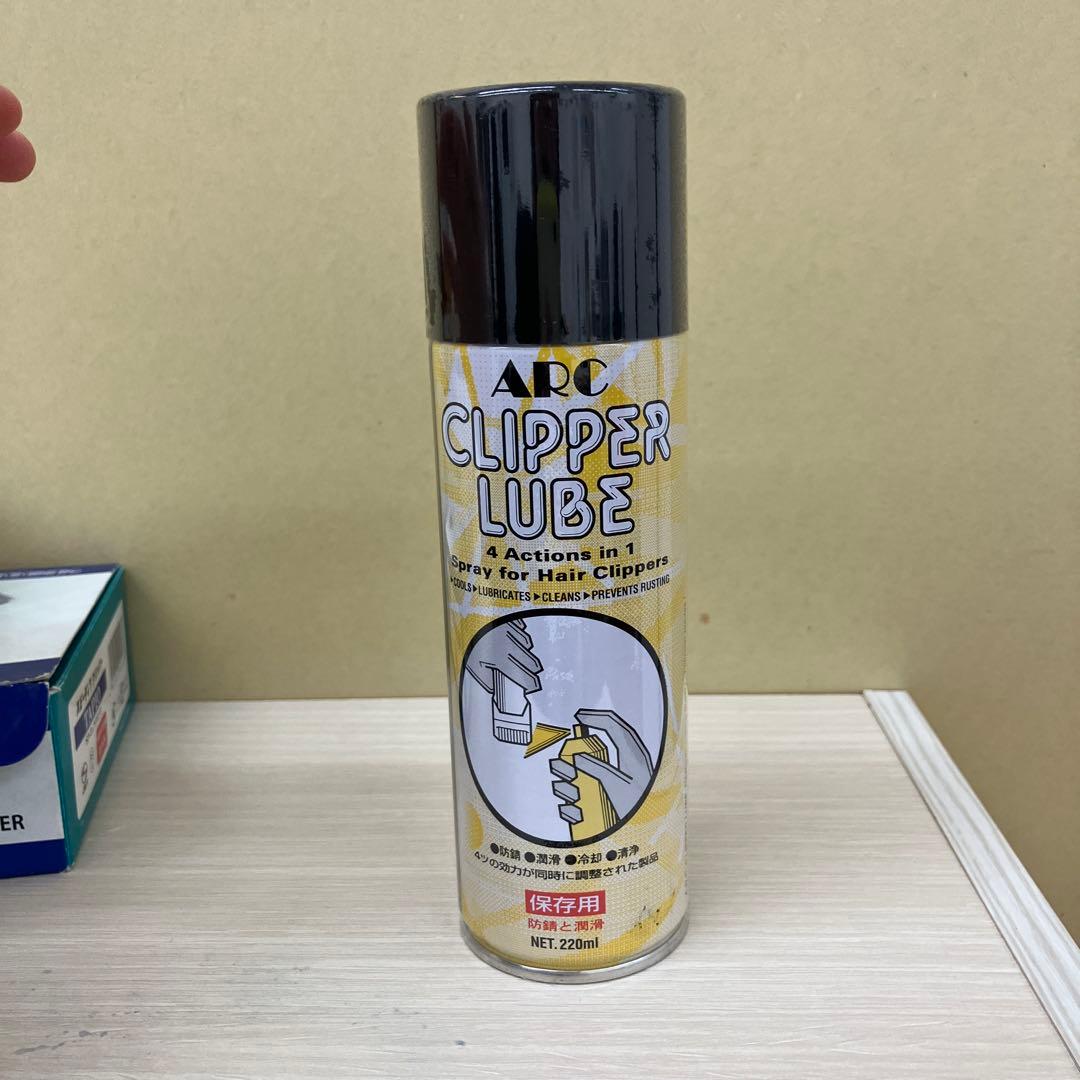 ARC
CLIPPER
LUBE
4 Actions in 1
Spray for Hair Clippers
▶COOLS▶LUBRICATES▶CLEANS▶PREVENTS RUSTING
●防錆●潤滑●冷却●清浄
4ツの効力が同時に調整された製品
保存用
防錆と潤滑
NET.220ml
ER